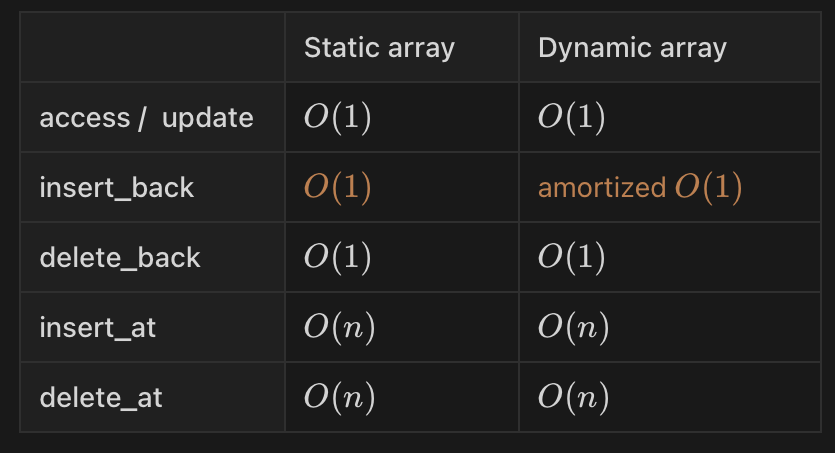 Static array Dynamic array
access / update O(1) O(1)
insert_back O(1) amortized O(1)
delete_back O(1) O(1)
insert_at O(n) O(n)
delete_at O(n) O(n)